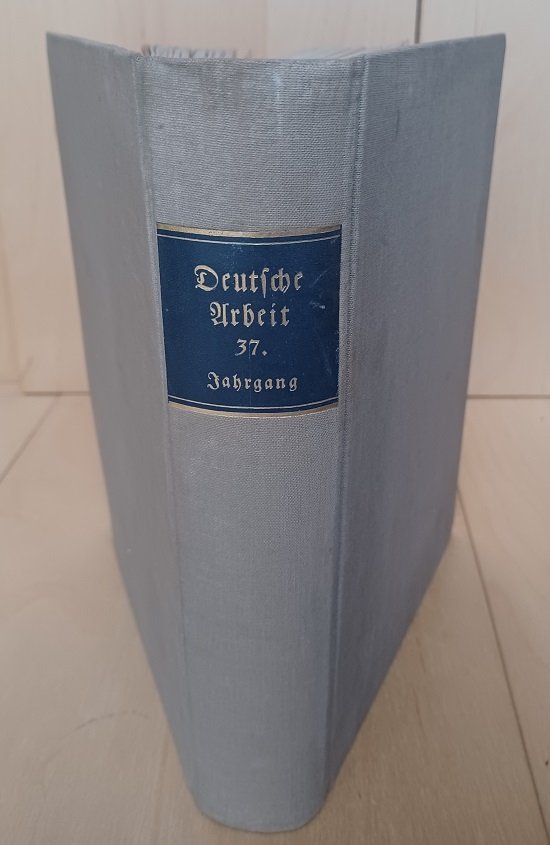 Deutſche
Arbeit
37.
Jahrgang